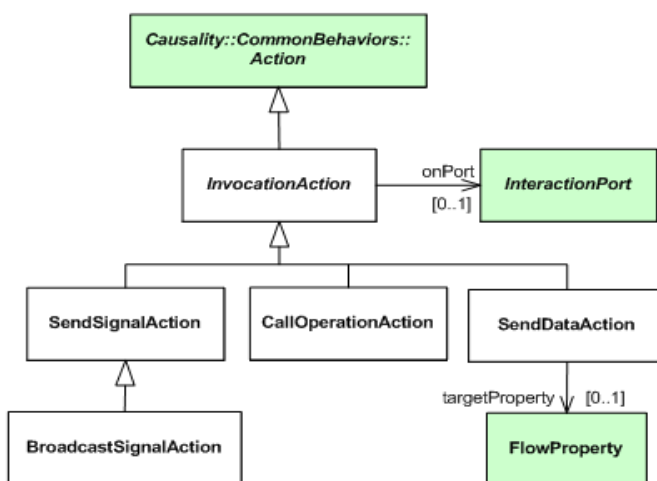 Causality::CommonBehaviors::
Action
InvocationAction
onPort
[0..1]
InteractionPort
SendSignalAction
CallOperationAction
SendDataAction
targetProperty
[0..1]
BroadcastSignalAction
FlowProperty